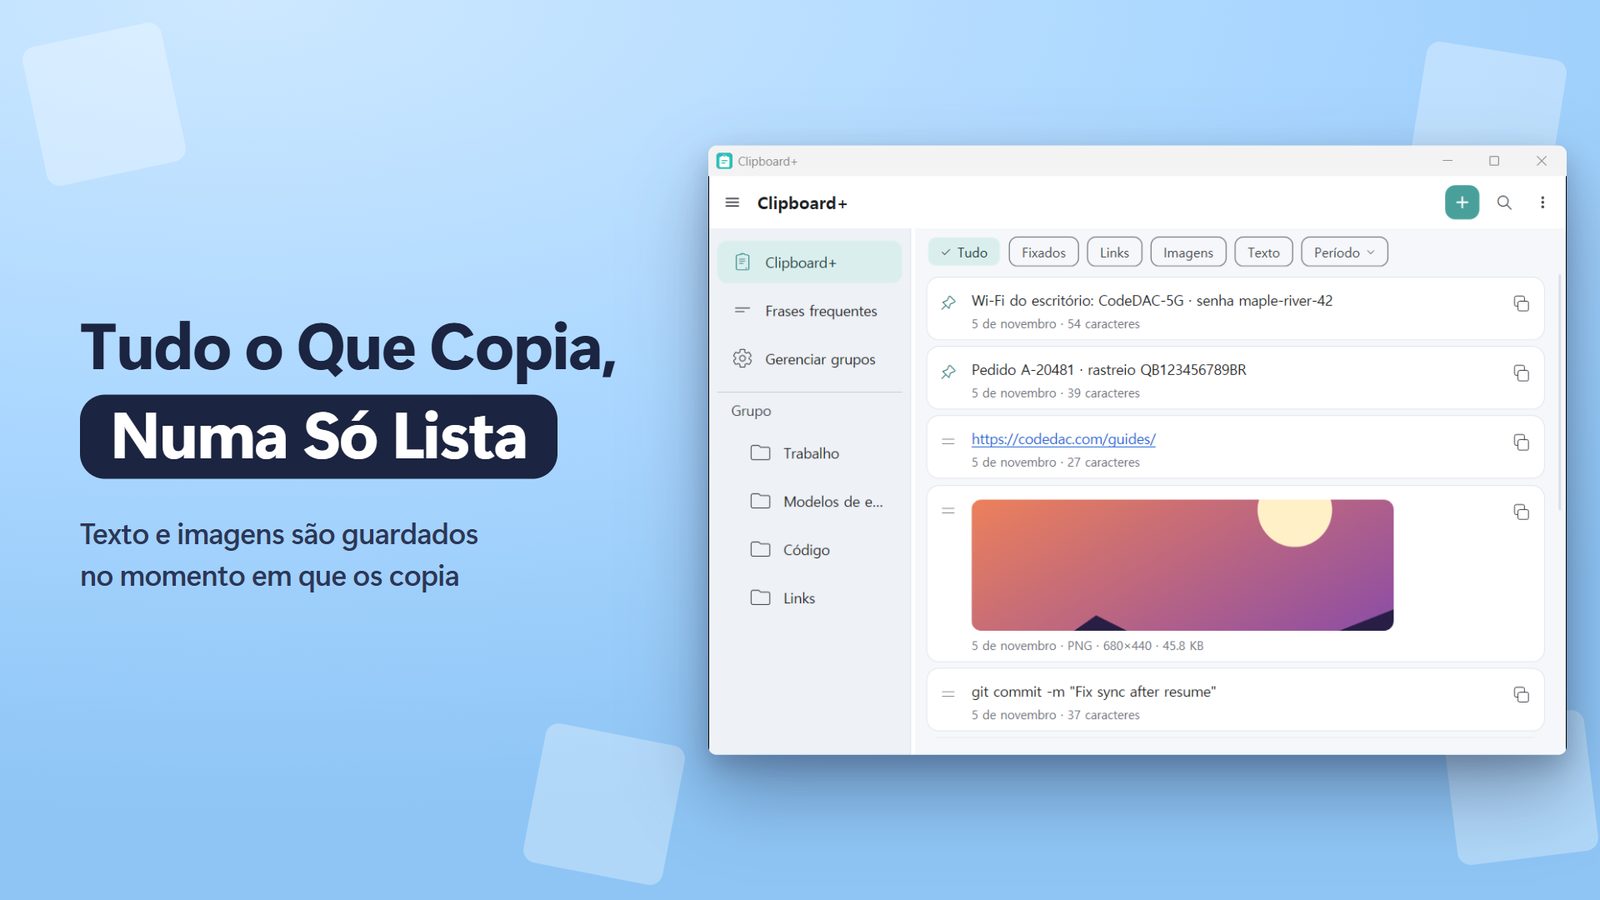 Tudo o Que Copia,
Numa Só Lista
Texto e imagens são guardados
no momento em que os copia
Clipboard+
Clipboard+
Clipboard+
Frases frequentes
Gerenciar grupos
Grupo
Trabalho
Modelos de e...
Código
Links
Tudo Fixados Links Imagens Texto Período
Wi-Fi do escritório: CodeDAC-5G · senha maple-river-42
5 de novembro · 54 caracteres
Pedido A-20481 · rastreio QB123456789BR
5 de novembro · 39 caracteres
https://codedac.com/guides/
5 de novembro · 27 caracteres
5 de novembro · PNG · 680×440 · 45.8 KB
git commit -m "Fix sync after resume"
5 de novembro · 37 caracteres